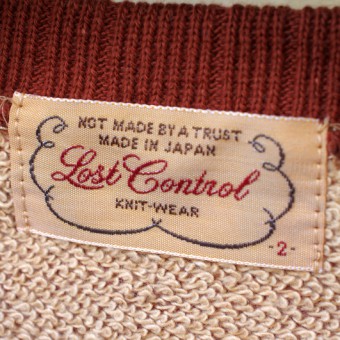 NOT MADE BY A TRUST
MADE IN JAPAN
Lost Control
KNIT-WEAR
-2-